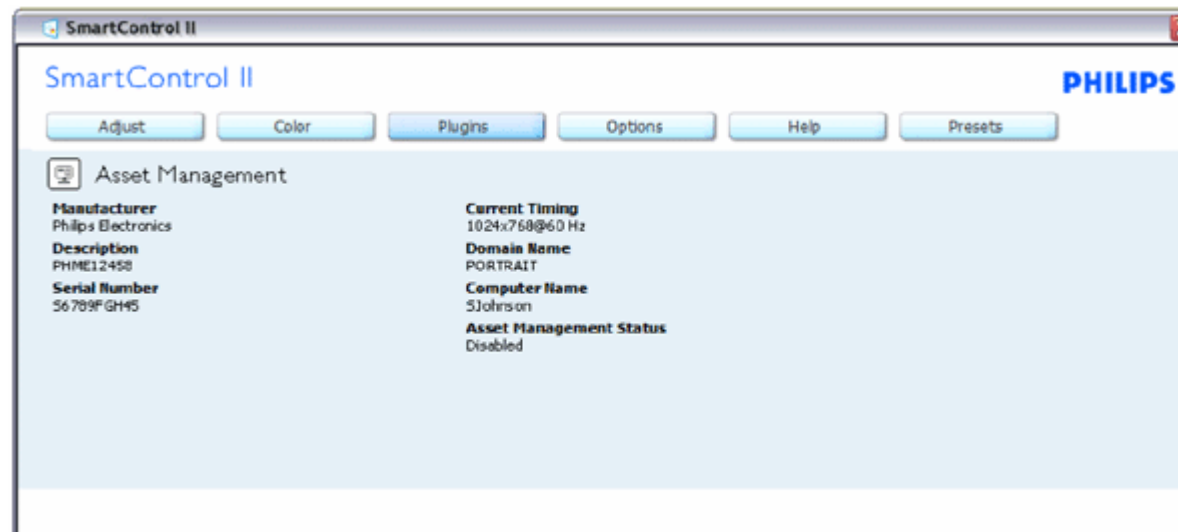 SmartControl II
SmartControl II
PHILIPS
Adjust Color Plugins Options Help Presets
Asset Management
Manufacturer
Philips Electronics
Description
PHME12458
Serial Number
56789FGH45
Current Timing
1024x768@60 Hz
Domain Name
PORTRAIT
Computer Name
SJohnson
Asset Management Status
Disabled